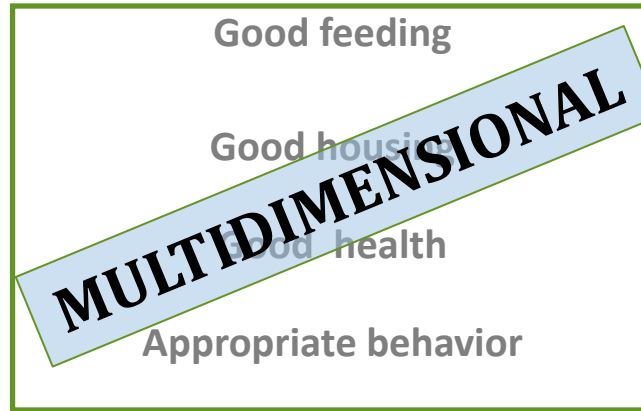 Good feeding
Good housing
MULTIDIMENSIONAL
Good health
Appropriate behavior